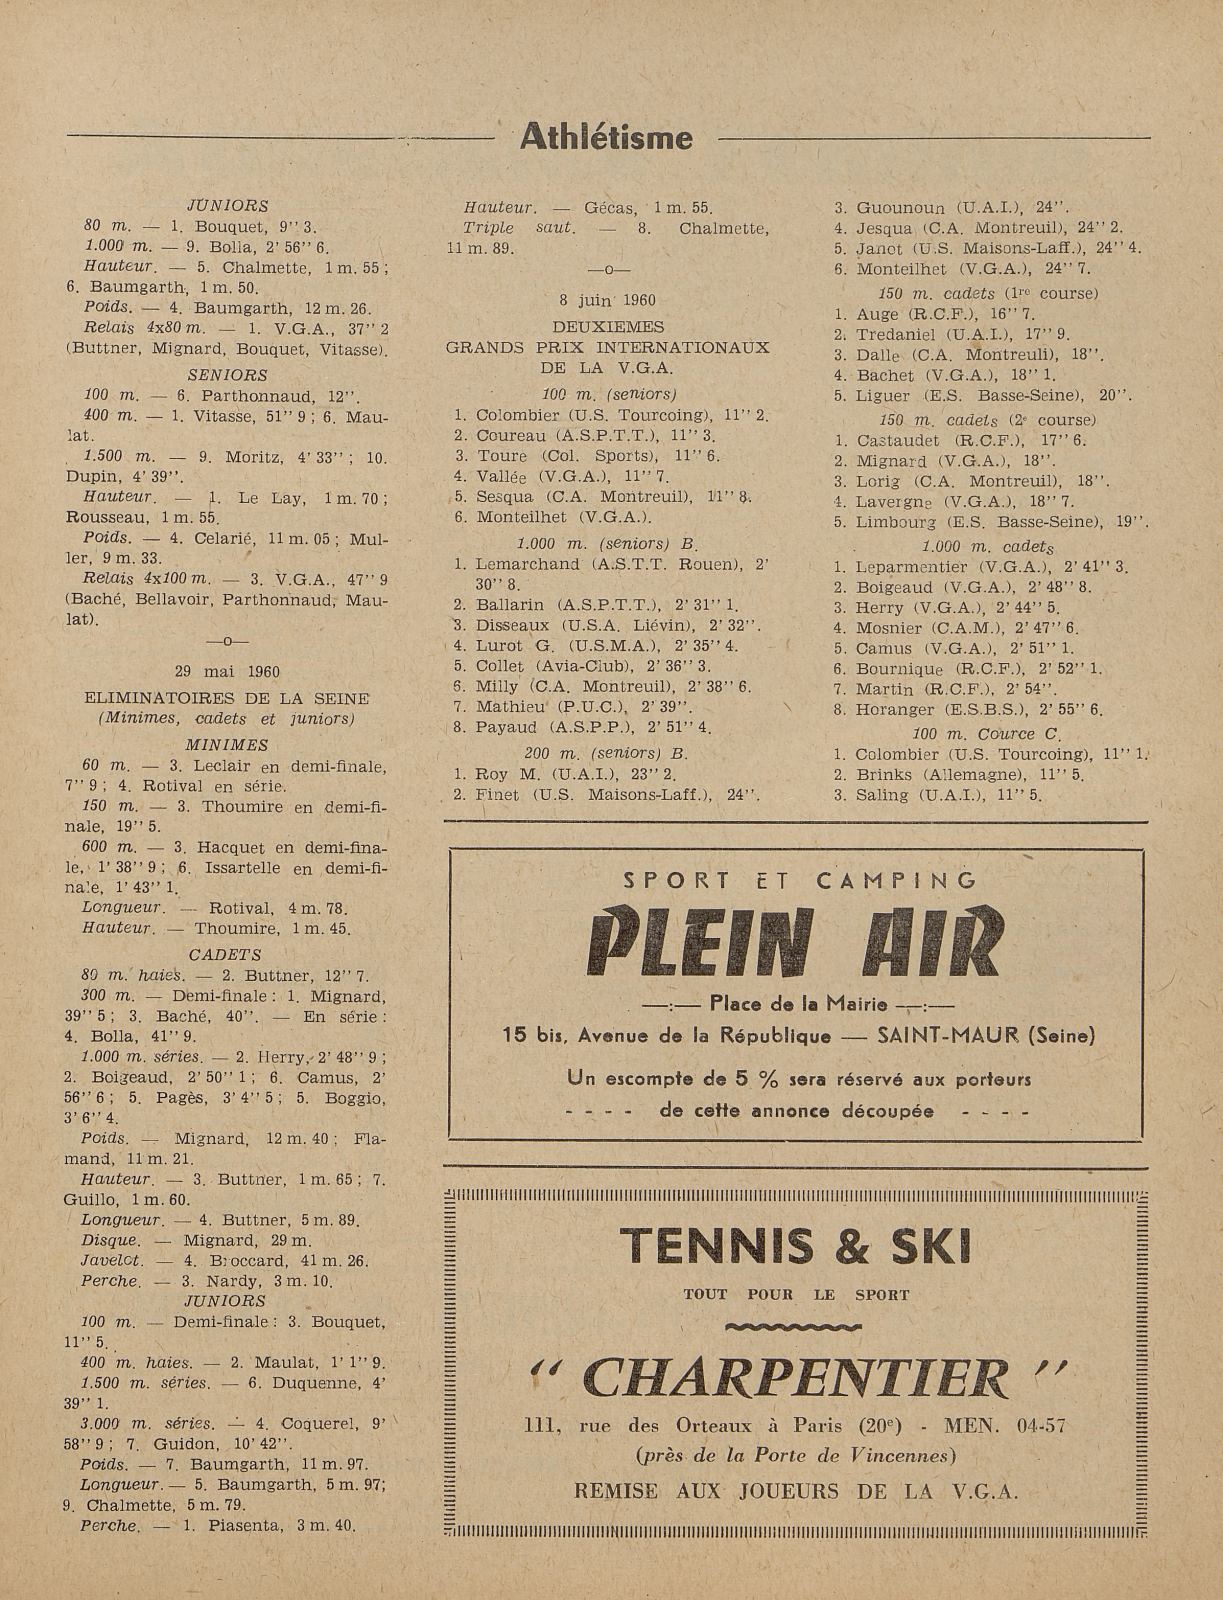 Athlétisme
JUNIORS
80 m. — 1. Bouquet, 9'' 3.
1.000 m. — 9. Bolla, 2' 56'' 6.
Hauteur. — 5. Chalmette, 1 m. 55 ;
6. Baumgarth, 1 m. 50.
Poids. — 4. Baumgarth, 12 m. 26.
Relais 4x80 m. — 1. V.G.A., 37'' 2
(Buttner, Mignard, Bouquet, Vitasse).
SENIORS
100 m. — 6. Parthonnaud, 12''.
400 m. — 1. Vitasse, 51'' 9 ; 6. Mau-
lat.
1.500 m. — 9. Moritz, 4' 33'' ; 10.
Dupin, 4' 39''.
Hauteur. — 1. Le Lay, 1 m. 70 ;
Rousseau, 1 m. 55.
Poids. — 4. Celarié, 11 m. 05 ; Mul-
ler, 9 m. 33.
Relais 4x100 m. — 3. V.G.A., 47'' 9
(Baché, Bellavoir, Parthonnaud, Mau-
lat).
—o—
29 mai 1960
ELIMINATOIRES DE LA SEINE
(Minimes, cadets et juniors)
MINIMES
60 m. — 3. Leclair en demi-finale,
7'' 9 ; 4. Rotival en série.
150 m. — 3. Thoumire en demi-fi-
nale, 19'' 5.
600 m. — 3. Hacquet en demi-fina-
le, 1' 38'' 9 ; 6. Issartelle en demi-fi-
nale, 1' 43'' 1.
Longueur. — Rotival, 4 m. 78.
Hauteur. — Thoumire, 1 m. 45.
CADETS
80 m. haies. — 2. Buttner, 12'' 7.
300 m. — Demi-finale : 1. Mignard,
39'' 5 ; 3. Baché, 40''. — En série :
4. Bolla, 41'' 9.
1.000 m. séries. — 2. Herry, 2' 48'' 9 ;
2. Boigeaud, 2' 50'' 1 ; 6. Camus, 2'
56'' 6 ; 5. Pagès, 3' 4'' 5 ; 5. Boggio,
3' 6'' 4.
Poids. — Mignard, 12 m. 40 ; Fla-
mand, 11 m. 21.
Hauteur. — 3. Buttner, 1 m. 65 ; 7.
Guillo, 1 m. 60.
Longueur. — 4. Buttner, 5 m. 89.
Disque. — Mignard, 29 m.
Javelot. — 4. Broccard, 41 m. 26.
Perche. — 3. Nardy, 3 m. 10.
JUNIORS
100 m. — Demi-finale : 3. Bouquet,
11'' 5.
400 m. haies. — 2. Maulat, 1' 1'' 9.
1.500 m. séries. — 6. Duquenne, 4'
39'' 1.
3.000 m. séries. — 4. Coquerel, 9'
58'' 9 ; 7. Guidon, 10' 42''.
Poids. — 7. Baumgarth, 11 m. 97.
Longueur. — 5. Baumgarth, 5 m. 97;
9. Chalmette, 5 m. 79.
Perche. — 1. Piasenta, 3 m. 40.
Hauteur. — Gécas, 1 m. 55.
Triple saut. — 8. Chalmette,
11 m. 89.
—o—
8 juin 1960
DEUXIEMES
GRANDS PRIX INTERNATIONAUX
DE LA V.G.A.
100 m. (seniors)
1. Colombier (U.S. Tourcoing), 11'' 2.
2. Coureau (A.S.P.T.T.), 11'' 3.
3. Toure (Col. Sports), 11'' 6.
4. Vallée (V.G.A.), 11'' 7.
5. Sesqua (C.A. Montreuil), 11'' 8.
6. Monteilhet (V.G.A.).
1.000 m. (seniors) B.
1. Lemarchand (A.S.T.T. Rouen), 2'
30'' 8.
2. Ballarin (A.S.P.T.T.), 2' 31'' 1.
3. Disseaux (U.S.A. Liévin), 2' 32''.
4. Lurot G. (U.S.M.A.), 2' 35'' 4.
5. Collet (Avia-Club), 2' 36'' 3.
6. Milly (C.A. Montreuil), 2' 38'' 6.
7. Mathieu (P.U.C.), 2' 39''.
8. Payaud (A.S.P.P.), 2' 51'' 4.
200 m. (seniors) B.
1. Roy M. (U.A.I.), 23'' 2.
2. Finet (U.S. Maisons-Laff.), 24''.
3. Guounoun (U.A.I.), 24''.
4. Jesqua (C.A. Montreuil), 24'' 2.
5. Janot (U.S. Maisons-Laff.), 24'' 4.
6. Monteilhet (V.G.A.), 24'' 7.
150 m. cadets (1re course)
1. Auge (R.C.F.), 16'' 7.
2. Tredaniel (U.A.I.), 17'' 9.
3. Dalle (C.A. Montreuli), 18''.
4. Bachet (V.G.A.), 18'' 1.
5. Liguer (E.S. Basse-Seine), 20''.
150 m. cadets (2e course)
1. Castaudet (R.C.F.), 17'' 6.
2. Mignard (V.G.A.), 18''.
3. Lorig (C.A. Montreuil), 18''.
4. Lavergne (V.G.A.), 18'' 7.
5. Limbourg (E.S. Basse-Seine), 19''.
1.000 m. cadets
1. Leparmentier (V.G.A.), 2' 41'' 3.
2. Boigeaud (V.G.A.), 2' 48'' 8.
3. Herry (V.G.A.), 2' 44'' 5.
4. Mosnier (C.A.M.), 2' 47'' 6.
5. Camus (V.G.A.), 2' 51'' 1.
6. Bournique (R.C.F.), 2' 52'' 1.
7. Martin (R.C.F.), 2' 54''.
8. Horanger (E.S.B.S.), 2' 55'' 6.
100 m. Cource C.
1. Colombier (U.S. Tourcoing), 11'' 1.
2. Brinks (Allemagne), 11'' 5.
3. Saling (U.A.I.), 11'' 5.
SPORT ET CAMPING
PLEIN AIR
—:— Place de la Mairie —:—
15 bis, Avenue de la République — SAINT-MAUR (Seine)
Un escompte de 5 % sera réservé aux porteurs
- - - - de cette annonce découpée - - - -
TENNIS & SKI
TOUT POUR LE SPORT
“ CHARPENTIER ”
111, rue des Orteaux à Paris (20e) - MEN. 04-57
(près de la Porte de Vincennes)
REMISE AUX JOUEURS DE LA V.G.A.